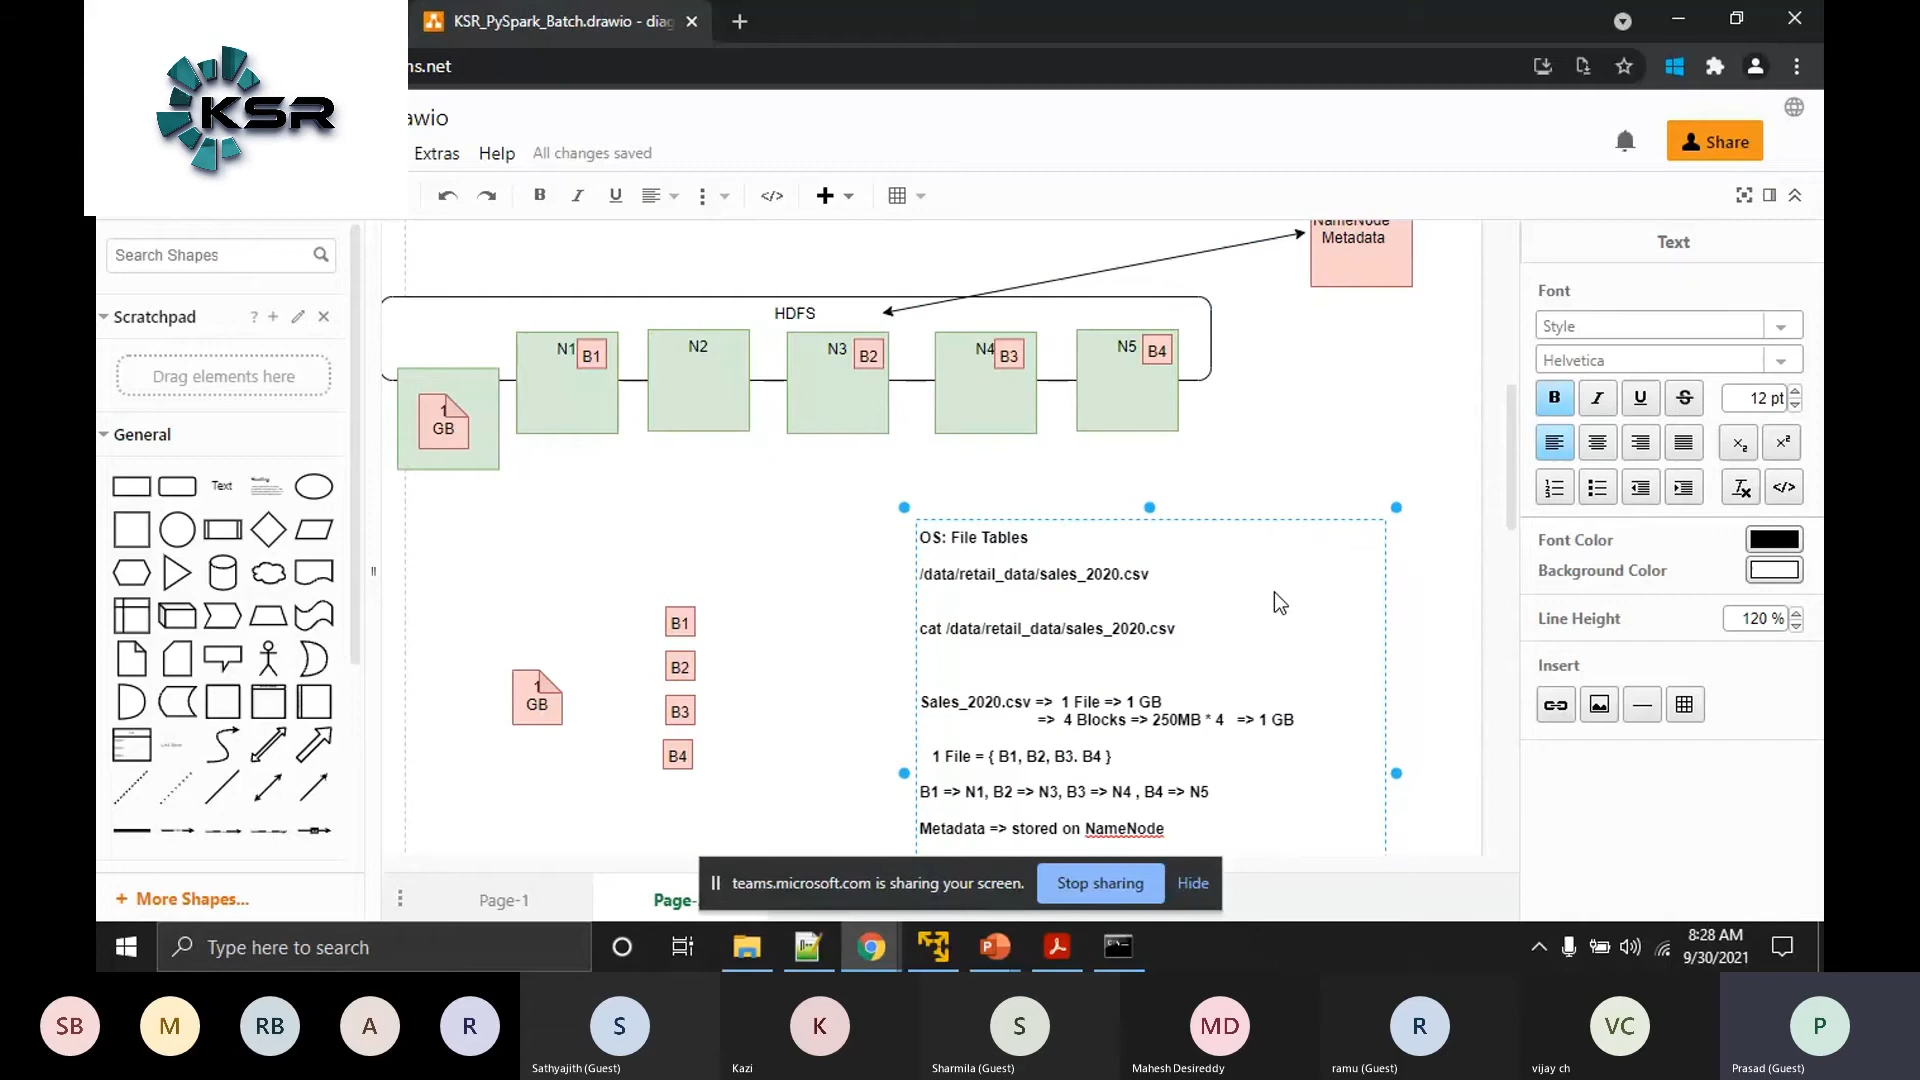 KSR_PySpark_Batch.drawio - diag
ns.net
KSR
awio
Extras Help All changes saved
Share
B I U
Search Shapes
Scratchpad
?
Drag elements here
General
Text
More Shapes...
NameNode
Metadata
HDFS
N1 B1
N2
N3 B2
N4 B3
N5 B4
1
GB
1
GB
B1
B2
B3
B4
OS: File Tables
/data/retail_data/sales_2020.csv
cat /data/retail_data/sales_2020.csv
Sales_2020.csv => 1 File => 1 GB
=> 4 Blocks => 250MB * 4 => 1 GB
1 File = { B1, B2, B3. B4 }
B1 => N1, B2 => N3, B3 => N4 , B4 => N5
Metadata => stored on NameNode
Text
Font
Style
Helvetica
B I U S 12 pt
Font Color
Background Color
Line Height 120 %
Insert
Page-1
Page-
teams.microsoft.com is sharing your screen. Stop sharing Hide
Type here to search
8:28 AM
9/30/2021
SB M RB A R S K S MD R VC P
Sathyajith (Guest)
Kazi
Sharmila (Guest)
Mahesh Desireddy
ramu (Guest)
vijay ch
Prasad (Guest)